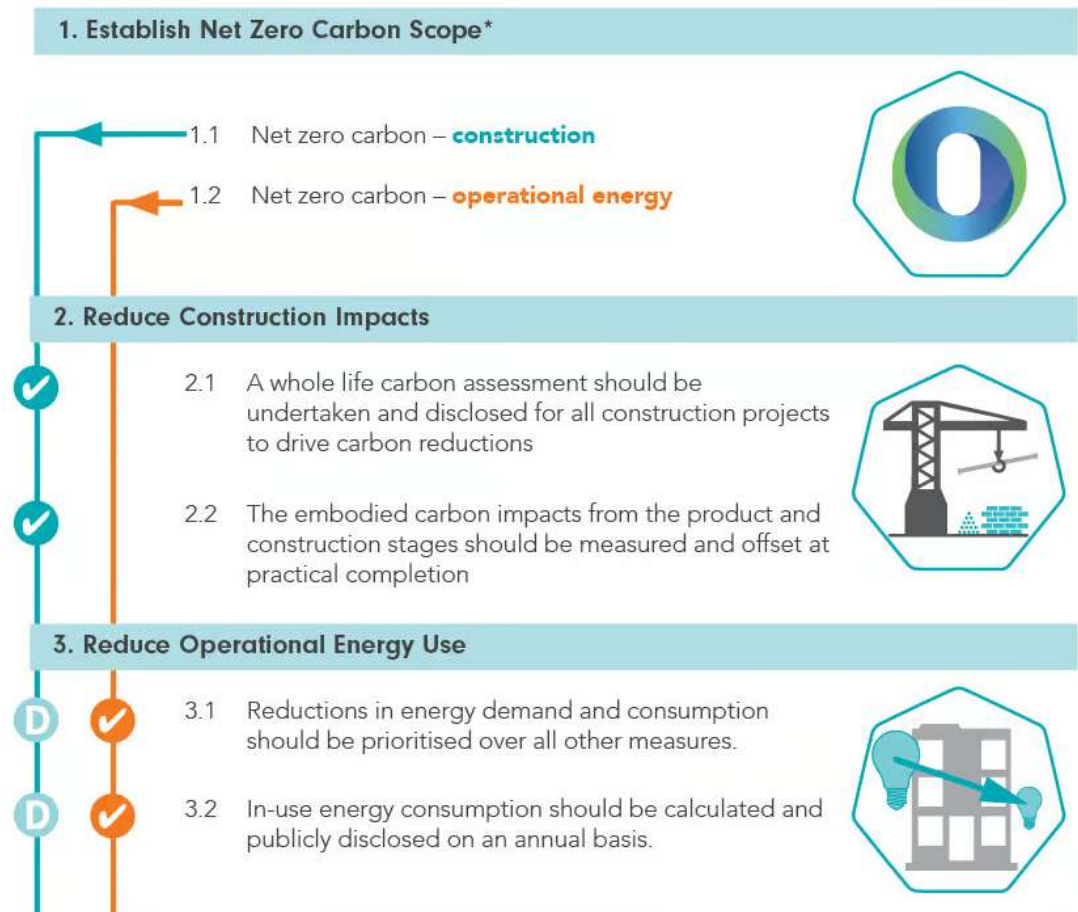 1. Establish Net Zero Carbon Scope*
1.1 Net zero carbon – construction
1.2 Net zero carbon – operational energy
2. Reduce Construction Impacts
2.1 A whole life carbon assessment should be
undertaken and disclosed for all construction projects
to drive carbon reductions
2.2 The embodied carbon impacts from the product and
construction stages should be measured and offset at
practical completion
3. Reduce Operational Energy Use
D 3.1 Reductions in energy demand and consumption
should be prioritised over all other measures.
D 3.2 In-use energy consumption should be calculated and
publicly disclosed on an annual basis.